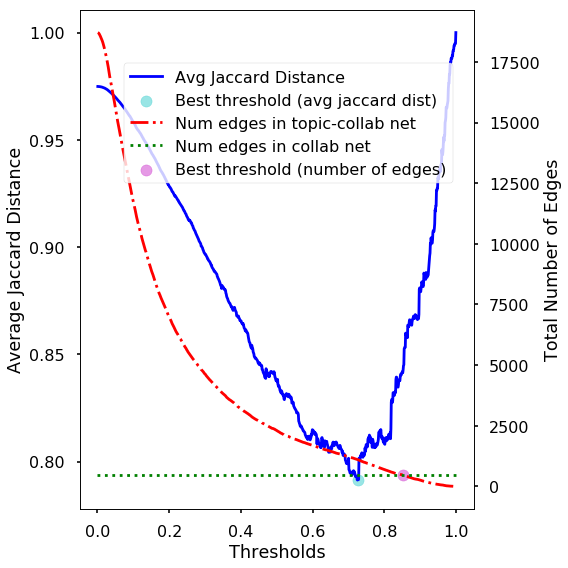 1.00
0.95
0.90
0.85
0.80
Average Jaccard Distance
Avg Jaccard Distance
Best threshold (avg jaccard dist)
Num edges in topic-collab net
Num edges in collab net
Best threshold (number of edges)
17500
15000
12500
10000
7500
5000
2500
0
Total Number of Edges
0.0 0.2 0.4 0.6 0.8 1.0
Thresholds